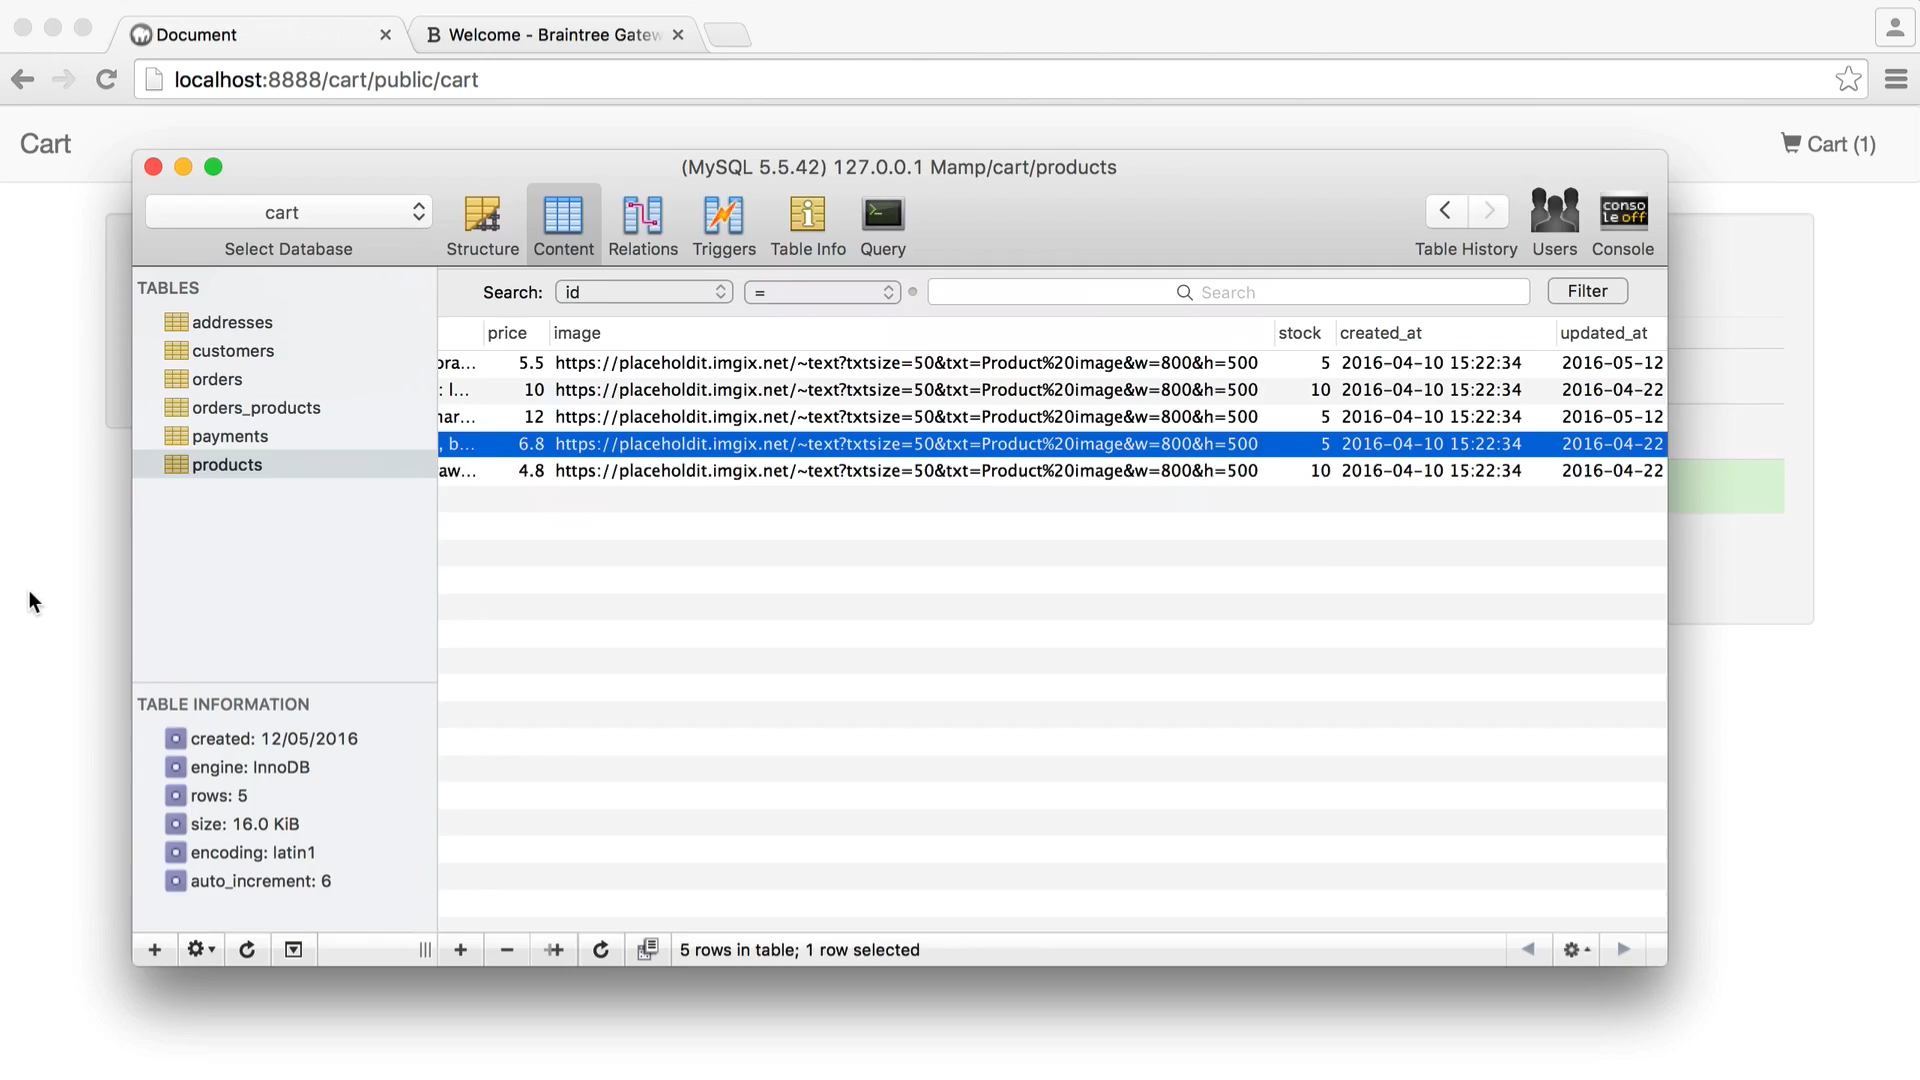 Document
B Welcome - Braintree Gatew
localhost:8888/cart/public/cart
Cart
Cart (1)
(MySQL 5.5.42) 127.0.0.1 Mamp/cart/products
cart
Select Database
Structure
Content
Relations
Triggers
Table Info
Query
Table History
Users
conso
le off
Console
TABLES
addresses
customers
orders
orders_products
payments
products
Search: id = Search Filter
price image stock created_at updated_at
ora... 5.5 https://placeholdit.imgix.net/~text?txtsize=50&txt=Product%20image&w=800&h=500 5 2016-04-10 15:22:34 2016-05-12
: l... 10 https://placeholdit.imgix.net/~text?txtsize=50&txt=Product%20image&w=800&h=500 10 2016-04-10 15:22:34 2016-04-22
nar... 12 https://placeholdit.imgix.net/~text?txtsize=50&txt=Product%20image&w=800&h=500 5 2016-04-10 15:22:34 2016-05-12
, b... 6.8 https://placeholdit.imgix.net/~text?txtsize=50&txt=Product%20image&w=800&h=500 5 2016-04-10 15:22:34 2016-04-22
aw... 4.8 https://placeholdit.imgix.net/~text?txtsize=50&txt=Product%20image&w=800&h=500 10 2016-04-10 15:22:34 2016-04-22
TABLE INFORMATION
created: 12/05/2016
engine: InnoDB
rows: 5
size: 16.0 KiB
encoding: latin1
auto_increment: 6
5 rows in table; 1 row selected